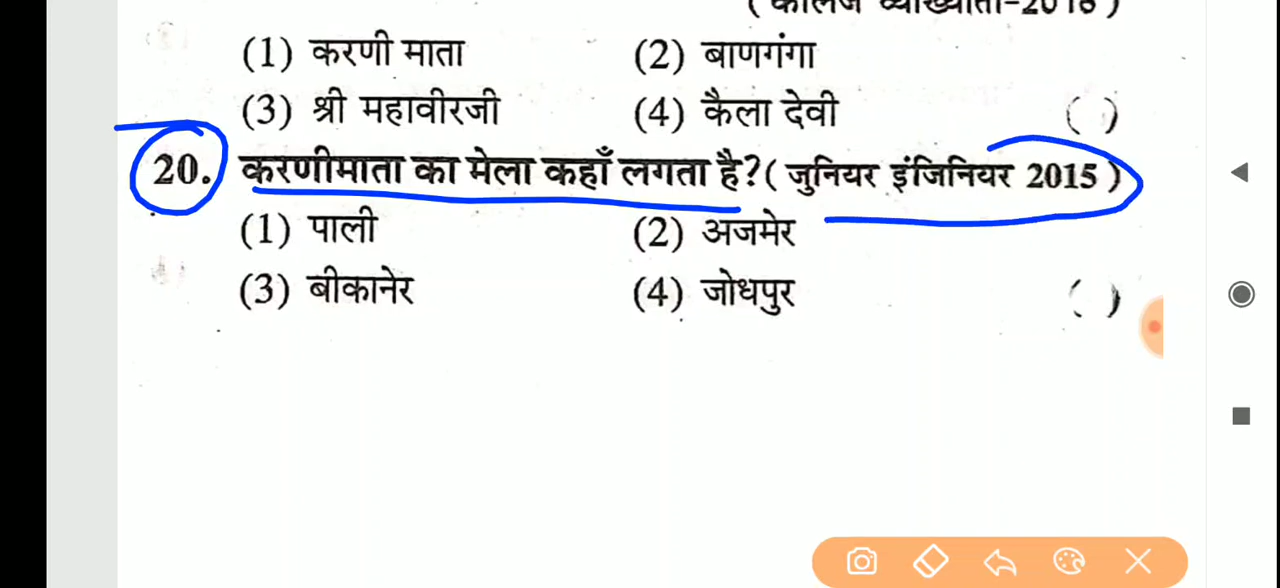 ( कॉलेज व्याख्याता-2016 )
(1) करणी माता (2) बाणगंगा
(3) श्री महावीरजी (4) कैला देवी ( )
20. करणीमाता का मेला कहाँ लगता है? ( जुनियर इंजिनियर 2015 )
(1) पाली (2) अजमेर
(3) बीकानेर (4) जोधपुर ( )